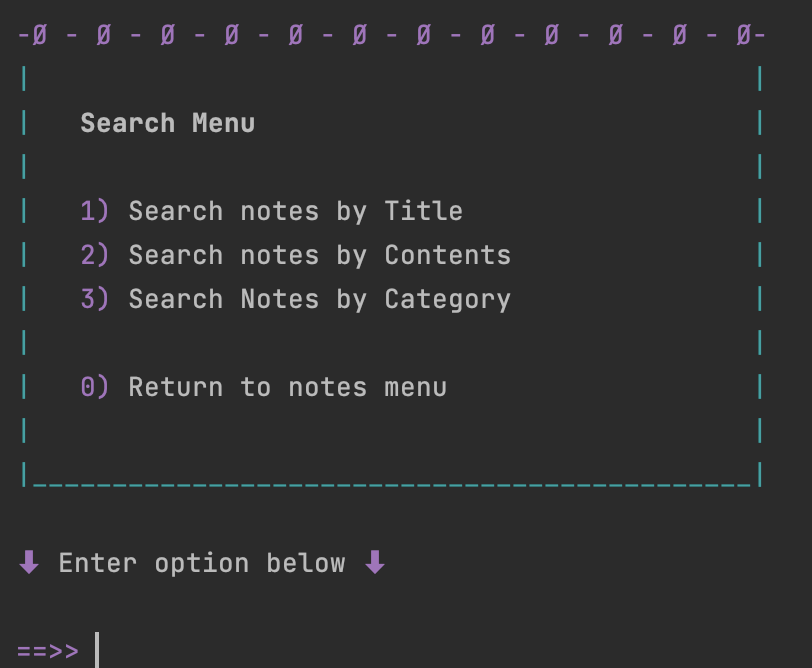 -Ø - Ø - Ø - Ø - Ø - Ø - Ø - Ø - Ø - Ø - Ø - Ø-
Search Menu
1) Search notes by Title
2) Search notes by Contents
3) Search Notes by Category
0) Return to notes menu
⬇ Enter option below ⬇
==>>